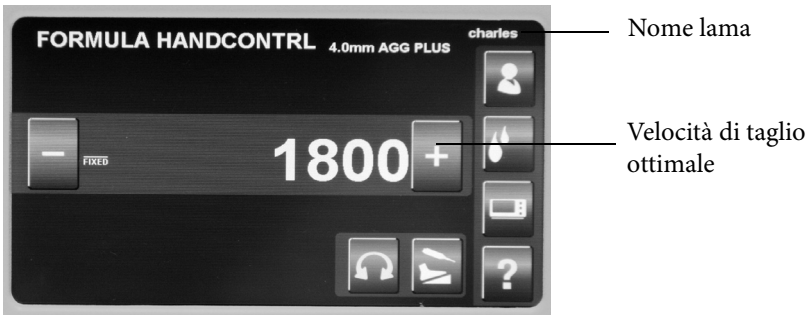 FORMULA HANDCONTRL 4.0mm AGG PLUS charles
Nome lama
− FIXED 1800 +
Velocità di taglio
ottimale
?